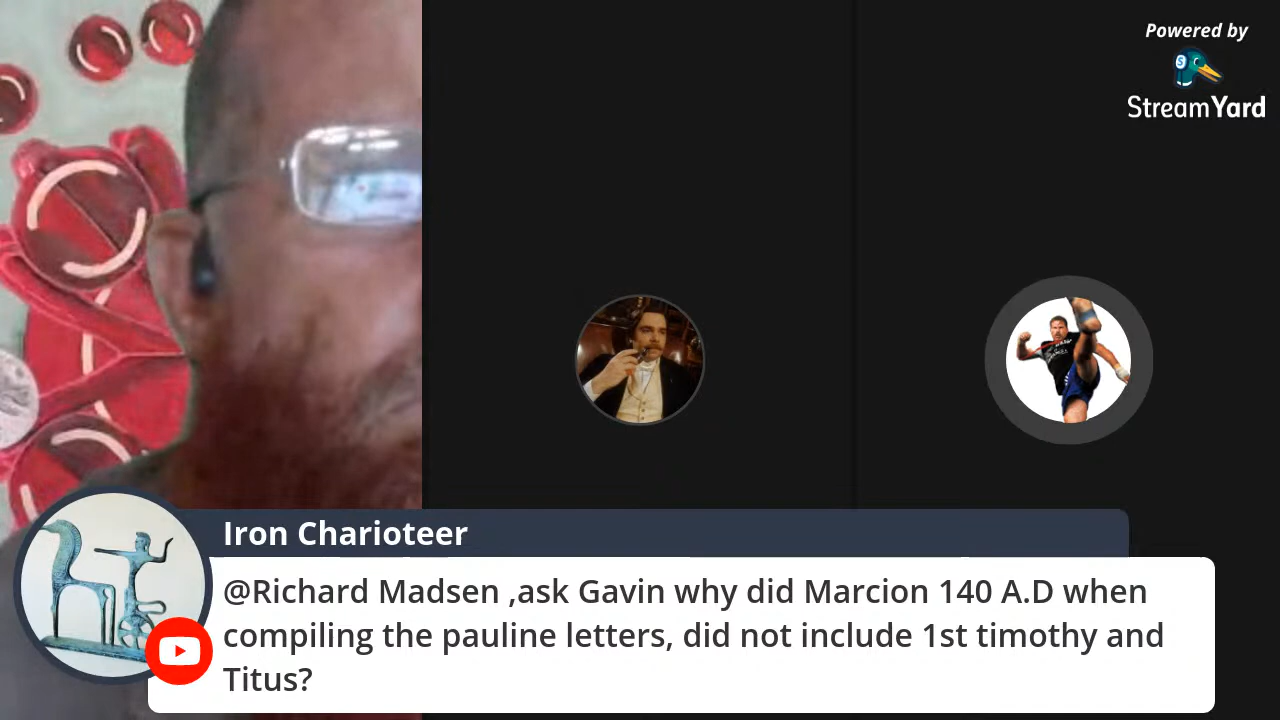 Powered by
StreamYard
Iron Charioteer
@Richard Madsen ,ask Gavin why did Marcion 140 A.D when
compiling the pauline letters, did not include 1st timothy and
Titus?